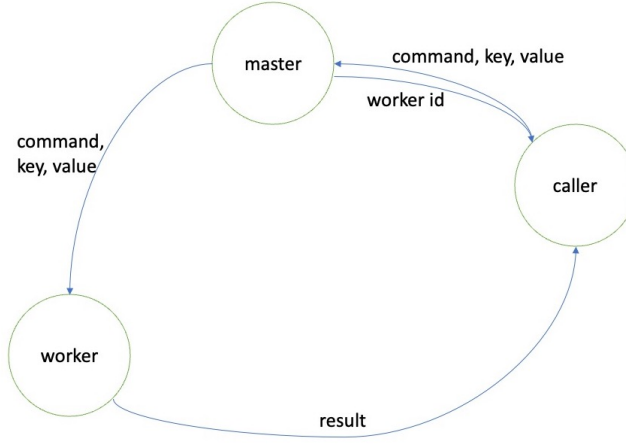 master
command, key, value
worker id
command,
key, value
caller
worker
result